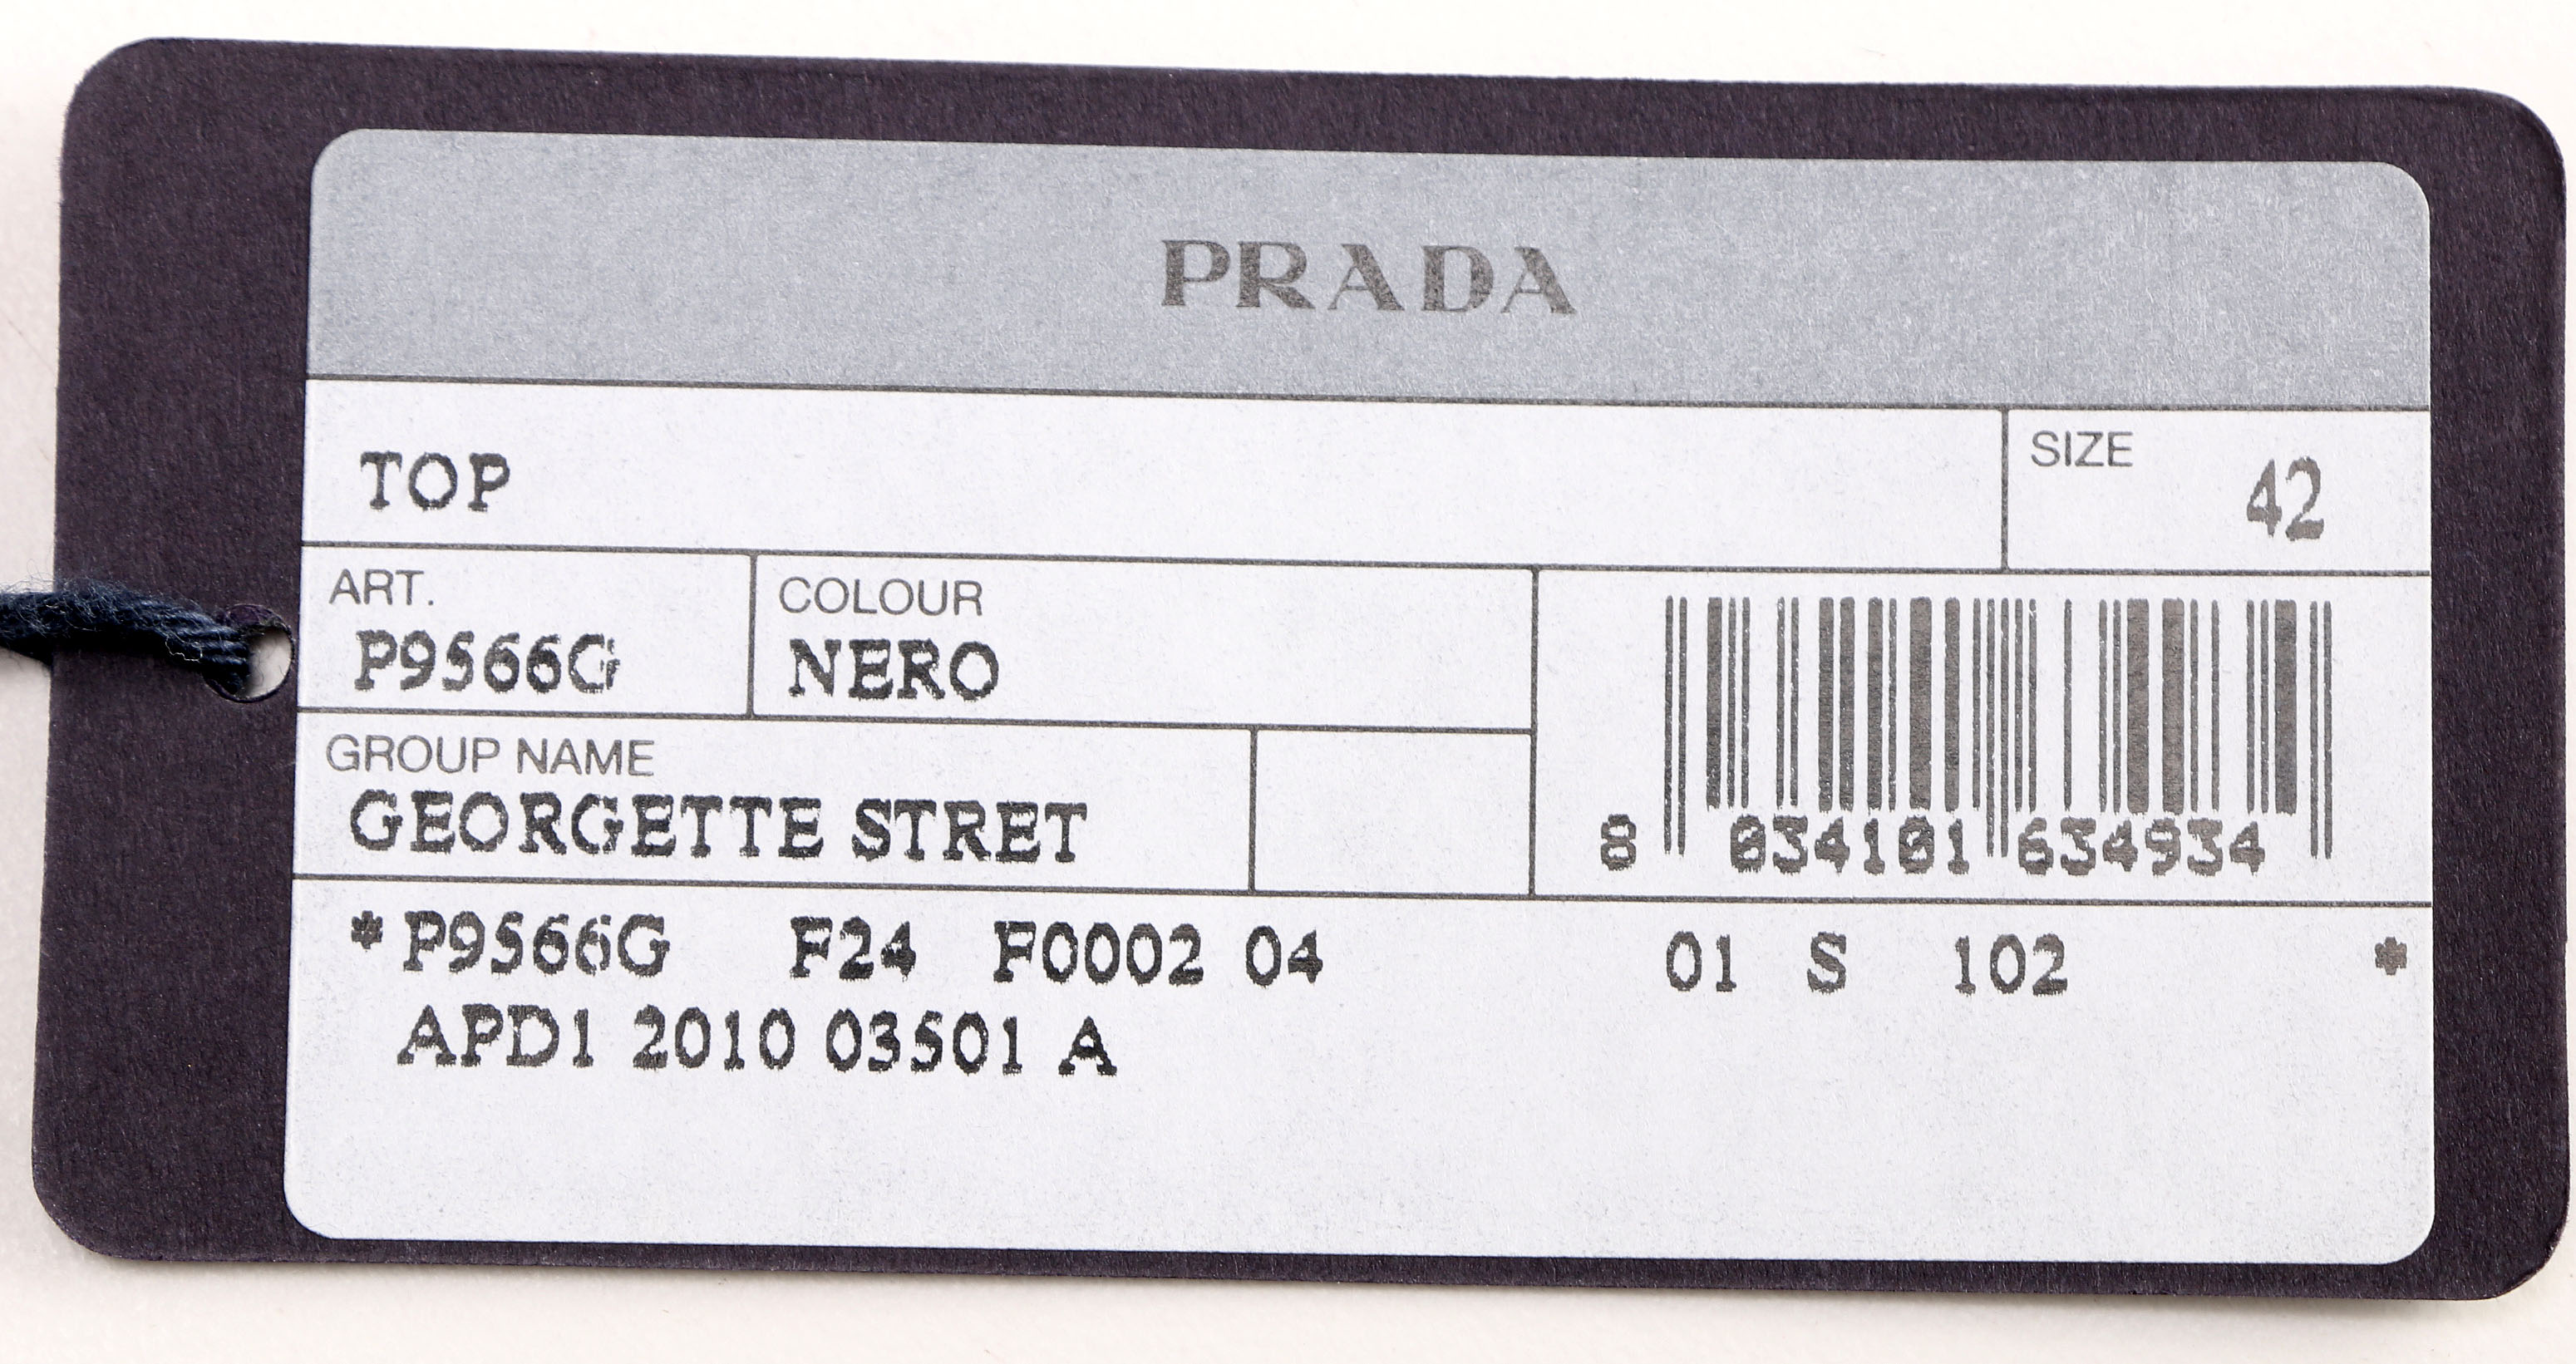 PRADA
TOP
SIZE 42
ART.
P9566G
COLOUR
NERO
GROUP NAME
GEORGETTE STRET
8 034101 634934
* P9566G F24 F0002 04 01 S 102 *
APD1 2010 03501 A